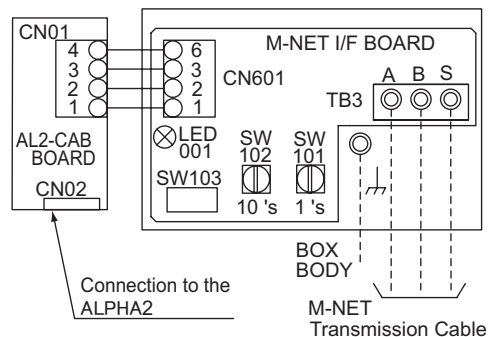 CN01
4
3
2
1
6
3
2
1
CN601
M-NET I/F BOARD
A B S
TB3
AL2-CAB
BOARD
LED
001
SW
102
SW
101
SW103
10 's
1 's
CN02
BOX
BODY
Connection to the
ALPHA2
M-NET
Transmission Cable